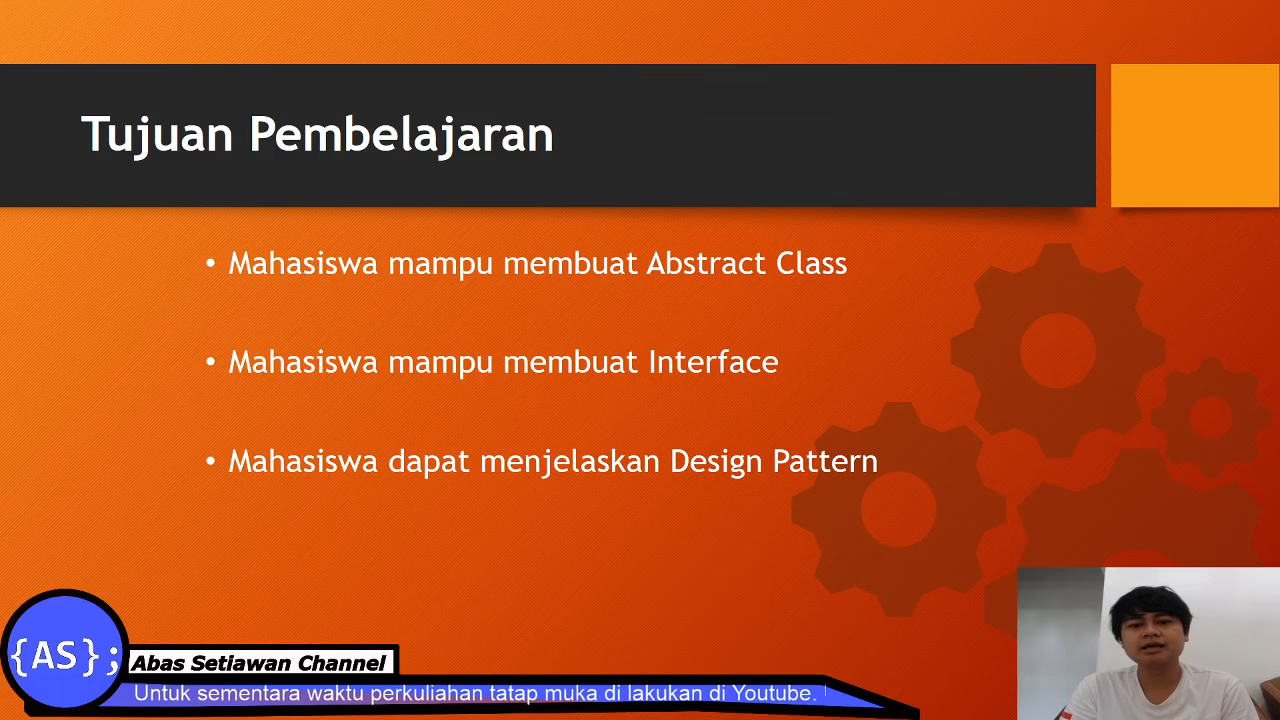 Tujuan Pembelajaran
• Mahasiswa mampu membuat Abstract Class
• Mahasiswa mampu membuat Interface
• Mahasiswa dapat menjelaskan Design Pattern
{AS};
Abas Setiawan Channel
Untuk sementara waktu perkuliahan tatap muka di lakukan di Youtube.